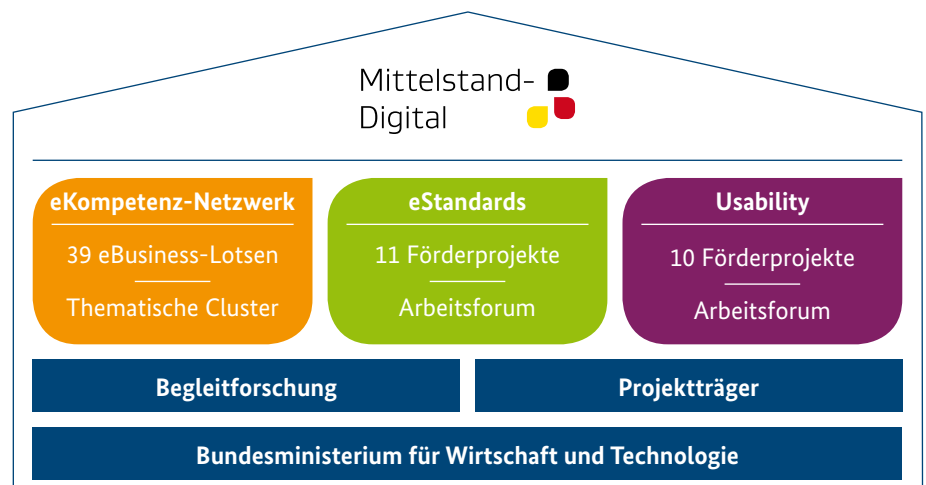 Mittelstand-
Digital
eKompetenz-Netzwerk
39 eBusiness-Lotsen
Thematische Cluster
eStandards
11 Förderprojekte
Arbeitsforum
Usability
10 Förderprojekte
Arbeitsforum
Begleitforschung
Projektträger
Bundesministerium für Wirtschaft und Technologie